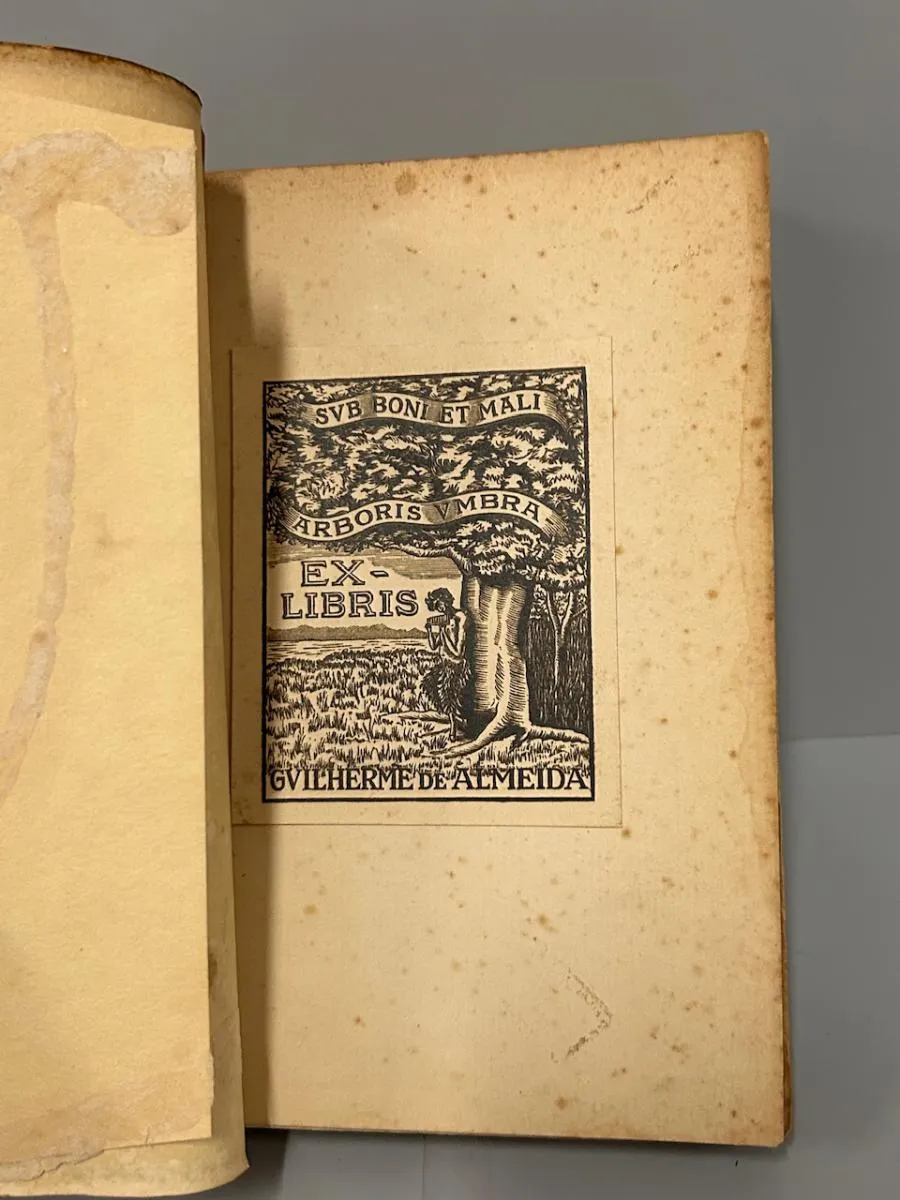 SVB BONI ET MALI
ARBORIS VMBRA
EX-
LIBRIS
GVILHERME DE ALMEIDA